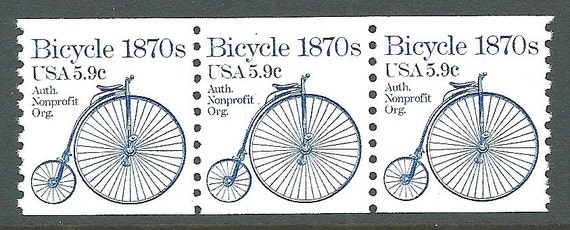 Bicycle 1870s
USA 5.9c
Auth.
Nonprofit
Org.
Bicycle 1870s
USA 5.9c
Auth.
Nonprofit
Org.
Bicycle 1870s
USA 5.9c
Auth.
Nonprofit
Org.